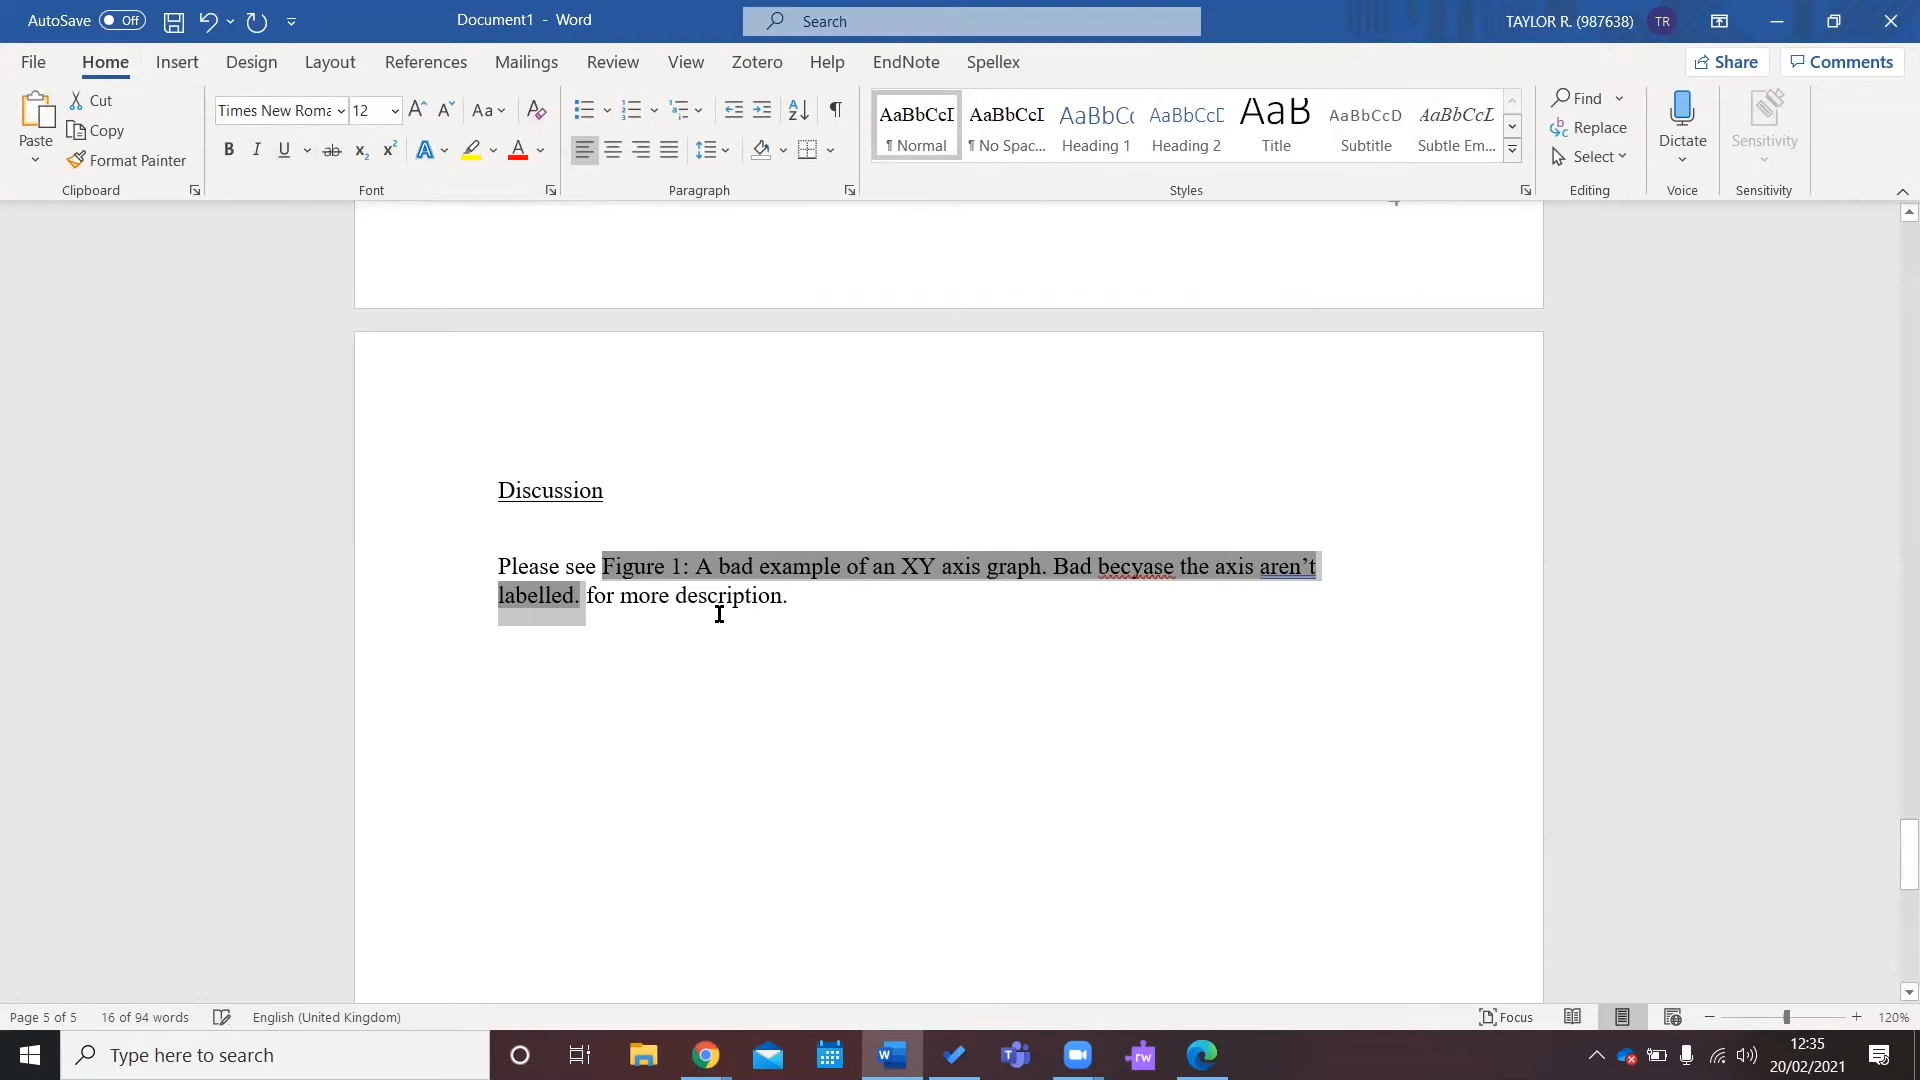 AutoSave Off
Document1 - Word
Search
TAYLOR R. (987638) TR
File Home Insert Design Layout References Mailings Review View Zotero Help EndNote Spellex
Share Comments
Paste
Cut
Copy
Format Painter
Clipboard
Times New Roma 12
Font
Paragraph
AaBbCcI AaBbCcI AaBbC AaBbCcE AaB AaBbCcD AaBbCcL
¶ Normal ¶ No Spac... Heading 1 Heading 2 Title Subtitle Subtle Em...
Styles
Find
Replace
Select
Editing
Dictate
Voice
Sensitivity
Sensitivity
Discussion
Please see Figure 1: A bad example of an XY axis graph. Bad becyase the axis aren’t
labelled. for more description.
Page 5 of 5 16 of 94 words English (United Kingdom) Focus 120%
Type here to search
rw
12:35
20/02/2021